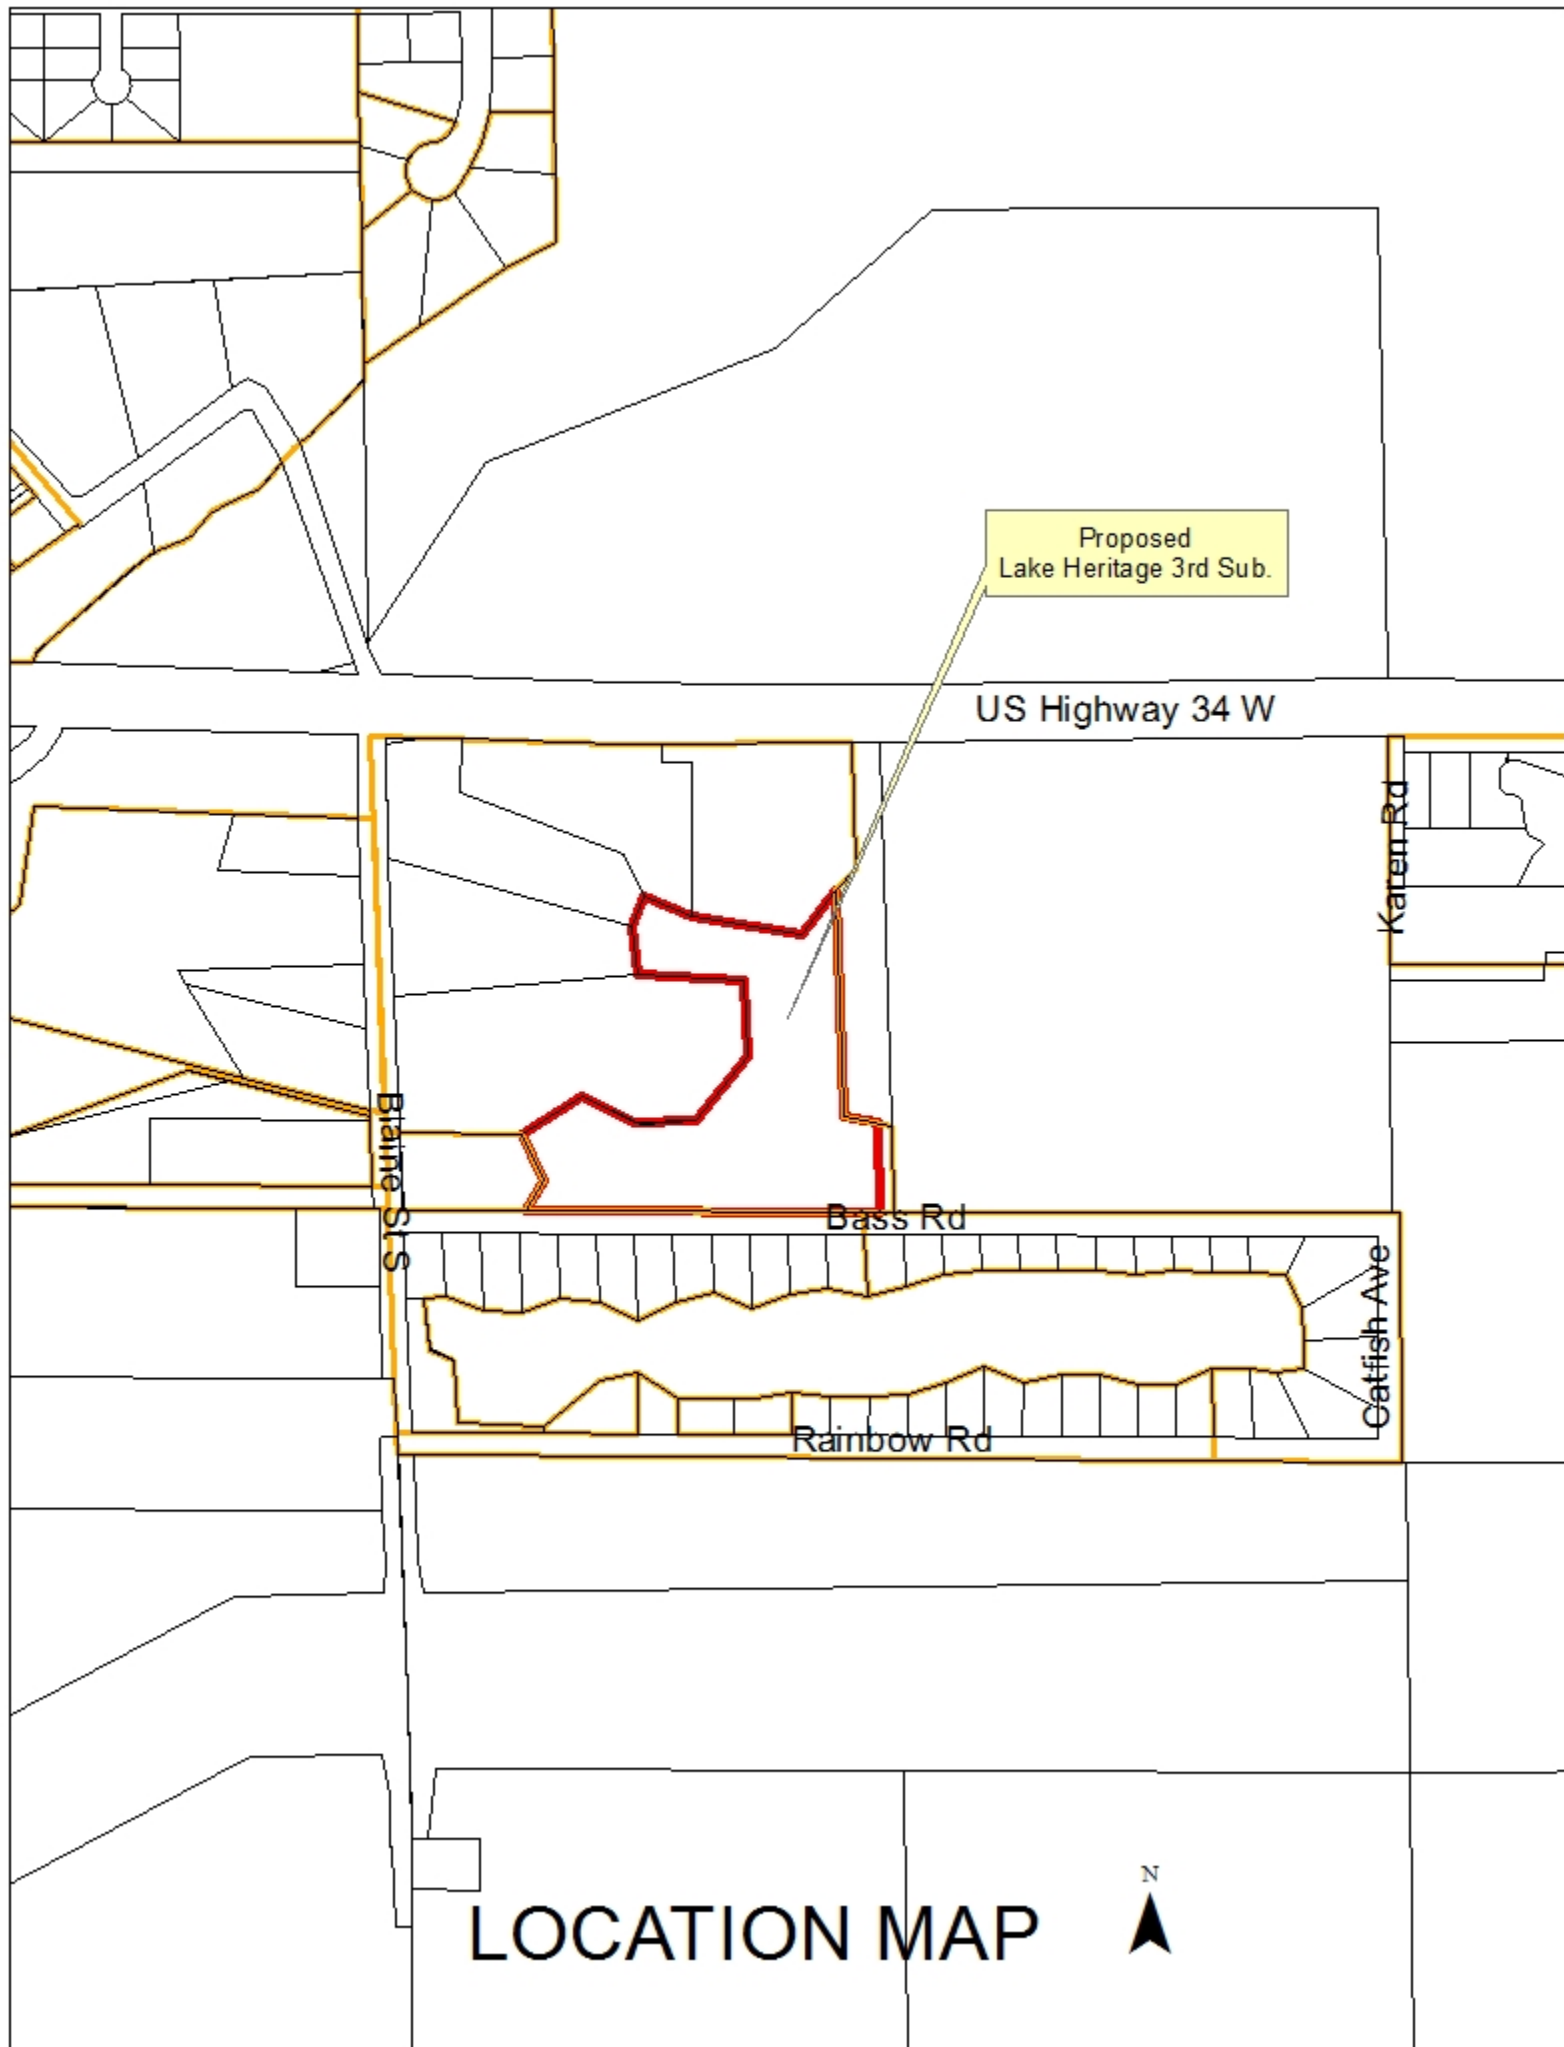 Proposed
Lake Heritage 3rd Sub.
US Highway 34 W
Karen Rd
Blaine St S
Bass Rd
Catfish Ave
Rainbow Rd
N
LOCATION MAP